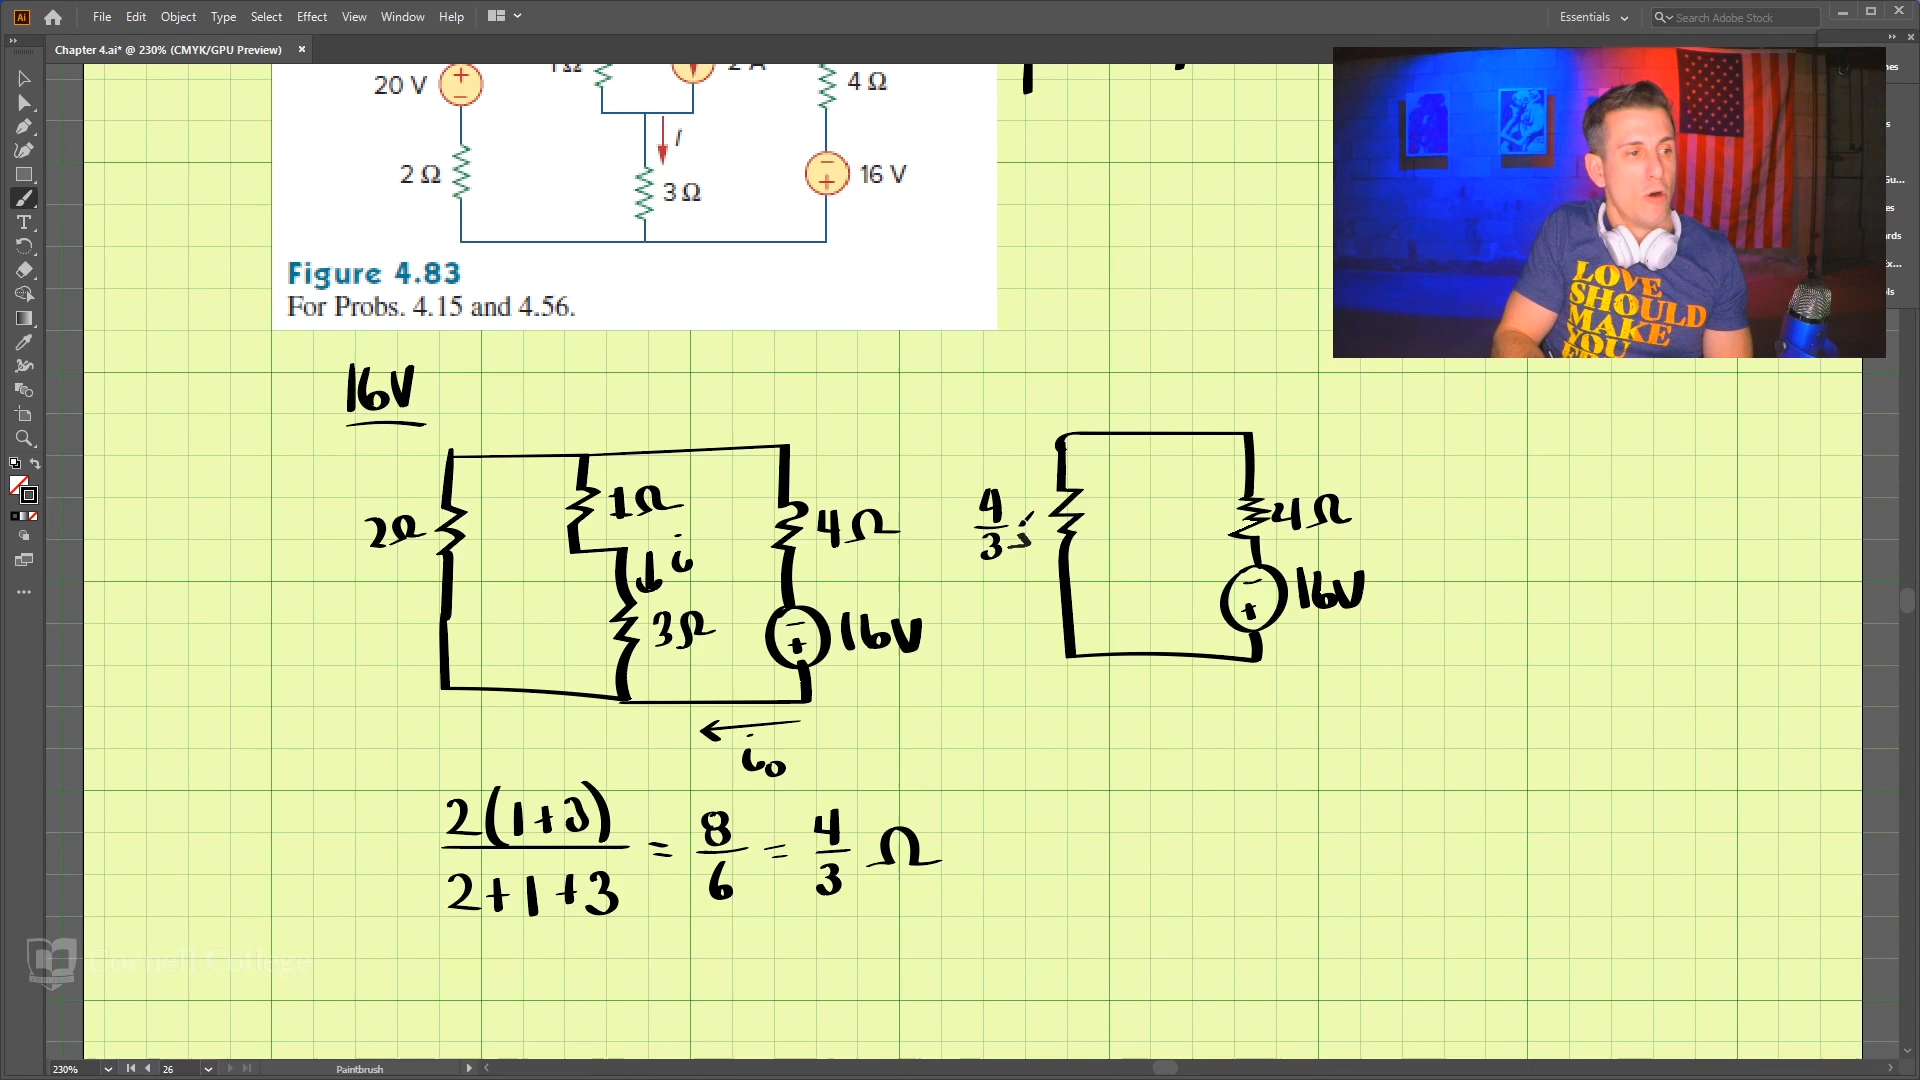 Ai File Edit Object Type Select Effect View Window Help Essentials Search Adobe Stock
Chapter 4.ai* @ 230% (CMYK/GPU Preview) ×
20 V
4 Ω
I
2 Ω
3 Ω
16 V
Figure 4.83
For Probs. 4.15 and 4.56.
LOVE
SHOULD
MAKE
YOU
16V
2Ω
1Ω
i
3Ω
4Ω
16V
i₀
4/3
4Ω
16V
2(1+3)/2+1+3 = 8/6 = 4/3 Ω
Cornell College
230% 26 Paintbrush